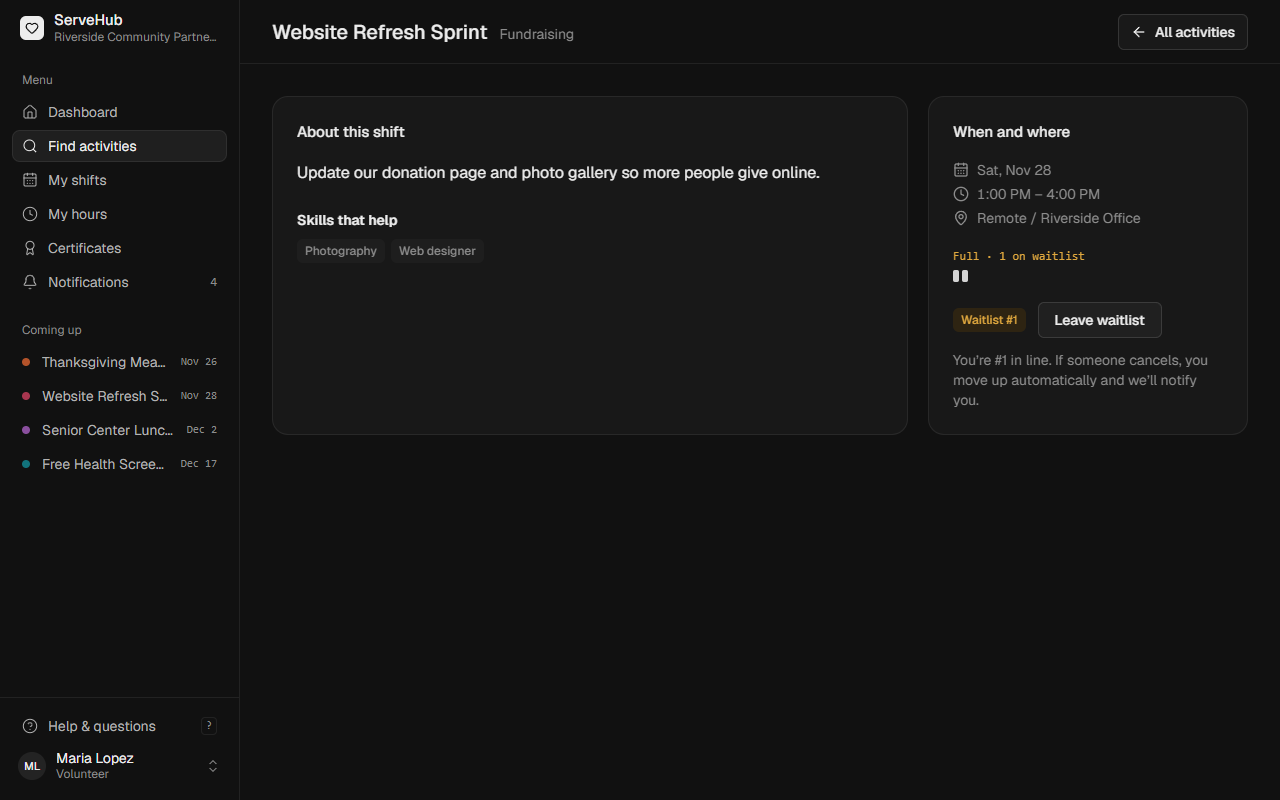 ServeHub
Riverside Community Partne…
Menu
Dashboard
Find activities
My shifts
My hours
Certificates
Notifications 4
Coming up
Thanksgiving Mea… Nov 26
Website Refresh S… Nov 28
Senior Center Lunc… Dec 2
Free Health Scree… Dec 17
Help & questions ?
ML
Maria Lopez
Volunteer
Website Refresh Sprint Fundraising
All activities
About this shift
Update our donation page and photo gallery so more people give online.
Skills that help
Photography Web designer
When and where
Sat, Nov 28
1:00 PM – 4:00 PM
Remote / Riverside Office
Full · 1 on waitlist
Waitlist #1 Leave waitlist
You're #1 in line. If someone cancels, you
move up automatically and we'll notify
you.